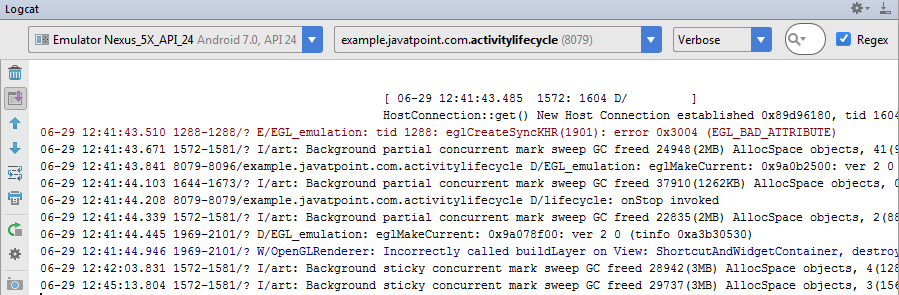 Logcat
Emulator Nexus_5X_API_24 Android 7.0, API 24
example.javatpoint.com.activitylifecycle (8079)
Verbose
Regex
[ 06-29 12:41:43.485  1572: 1604 D/         ]
HostConnection::get() New Host Connection established 0x89d96180, tid 1604
06-29 12:41:43.510 1288-1288/? E/EGL_emulation: tid 1288: eglCreateSyncKHR(1901): error 0x3004 (EGL_BAD_ATTRIBUTE)
06-29 12:41:43.671 1572-1581/? I/art: Background partial concurrent mark sweep GC freed 24948(2MB) AllocSpace objects, 41(9
06-29 12:41:43.841 8079-8096/example.javatpoint.com.activitylifecycle D/EGL_emulation: eglMakeCurrent: 0x9a0b2500: ver 2 0
06-29 12:41:44.103 1644-1673/? I/art: Background partial concurrent mark sweep GC freed 37910(1262KB) AllocSpace objects, 0
06-29 12:41:44.208 8079-8079/example.javatpoint.com.activitylifecycle D/lifecycle: onStop invoked
06-29 12:41:44.339 1572-1581/? I/art: Background partial concurrent mark sweep GC freed 22835(2MB) AllocSpace objects, 2(88
06-29 12:41:44.445 1969-2101/? D/EGL_emulation: eglMakeCurrent: 0x9a078f00: ver 2 0 (tinfo 0xa3b30530)
06-29 12:41:44.946 1969-2101/? W/OpenGLRenderer: Incorrectly called buildLayer on View: ShortcutAndWidgetContainer, destroy
06-29 12:42:03.831 1572-1581/? I/art: Background sticky concurrent mark sweep GC freed 28942(3MB) AllocSpace objects, 4(128
06-29 12:45:13.804 1572-1581/? I/art: Background sticky concurrent mark sweep GC freed 29737(3MB) AllocSpace objects, 3(156